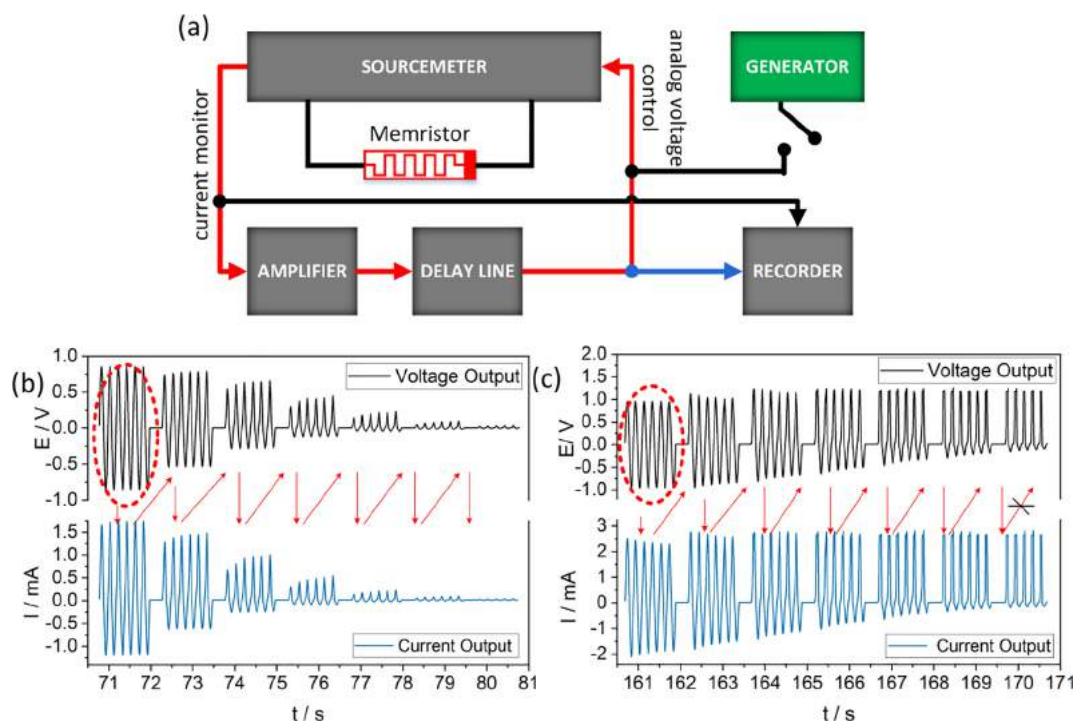 (a)
SOURCEMETER
GENERATOR
analog voltage
control
current monitor
Memristor
AMPLIFIER
DELAY LINE
RECORDER
(b)
1.0
0.5
0.0
-0.5
-1.0
E / V
Voltage Output
1.5
1.0
0.5
0.0
-0.5
-1.0
I / mA
Current Output
71 72 73 74 75 76 77 78 79 80 81
t / s
(c)
2.0
1.5
1.0
0.5
0.0
-0.5
-1.0
E/ V
Voltage Output
3
2
1
0
-1
-2
I / mA
Current Output
161 162 163 164 165 166 167 168 169 170 171
t / s